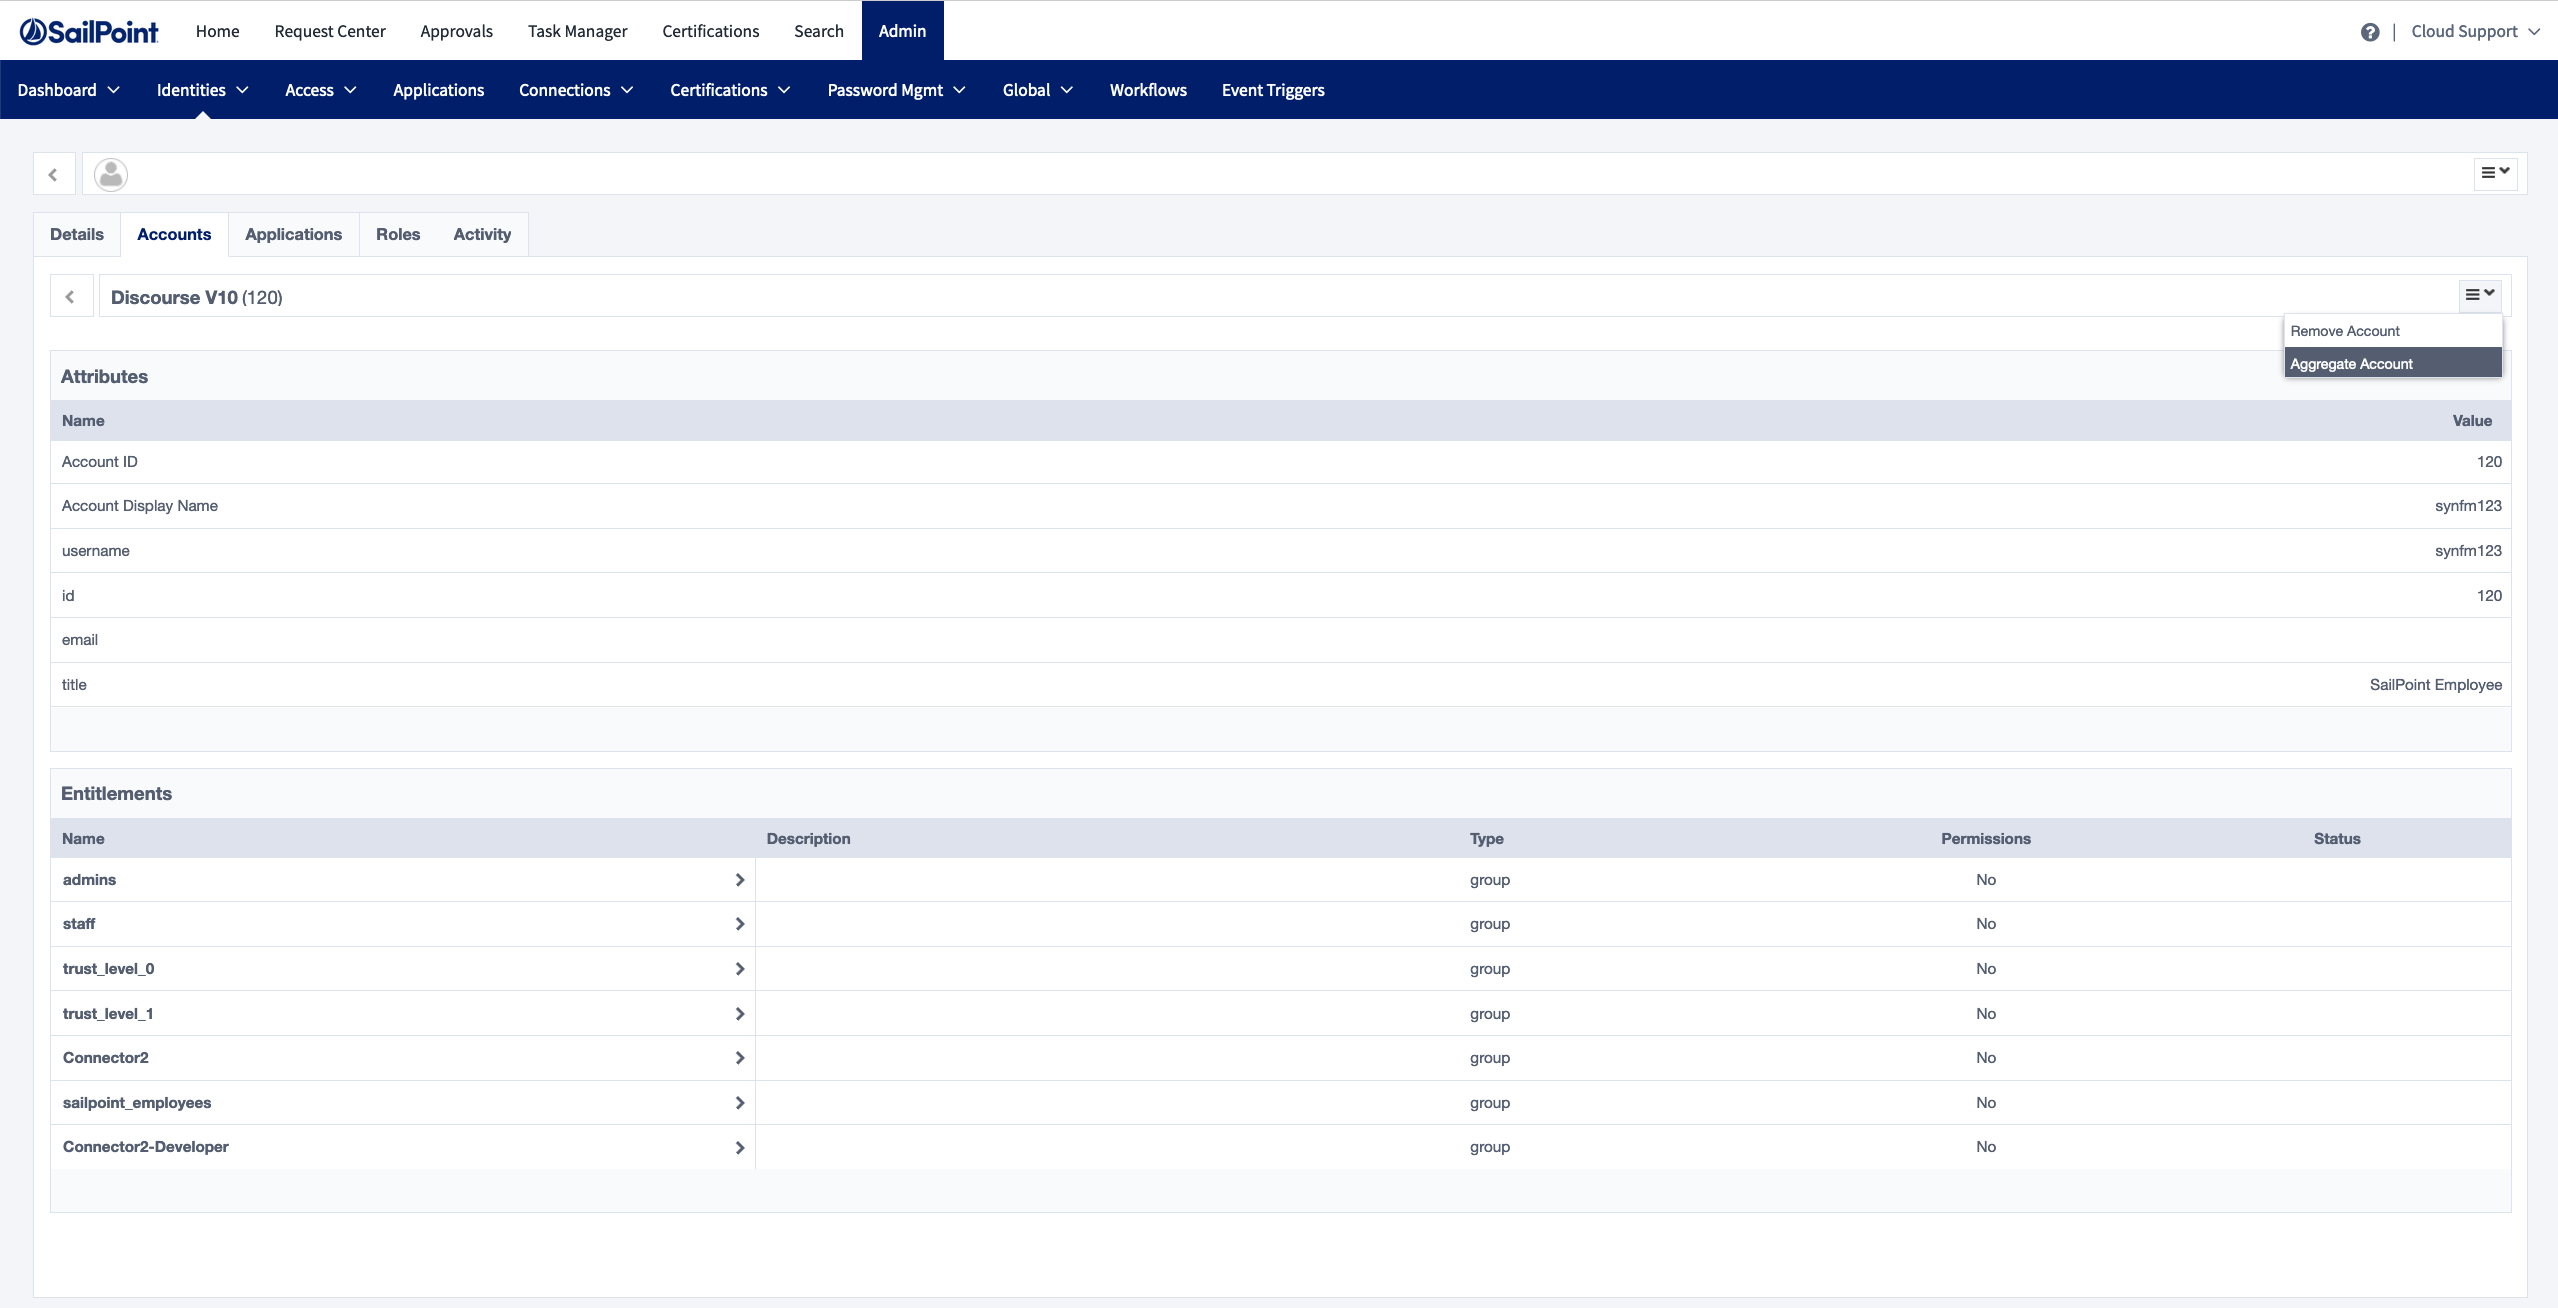 SailPoint Home Request Center Approvals Task Manager Certifications Search Admin ? | Cloud Support
Dashboard Identities Access Applications Connections Certifications Password Mgmt Global Workflows Event Triggers
Details Accounts Applications Roles Activity
Discourse V10 (120)
Remove Account
Aggregate Account
Attributes
Name Value
Account ID 120
Account Display Name synfm123
username synfm123
id 120
email
title SailPoint Employee
Entitlements
Name Description Type Permissions Status
admins group No
staff group No
trust_level_0 group No
trust_level_1 group No
Connector2 group No
sailpoint_employees group No
Connector2-Developer group No